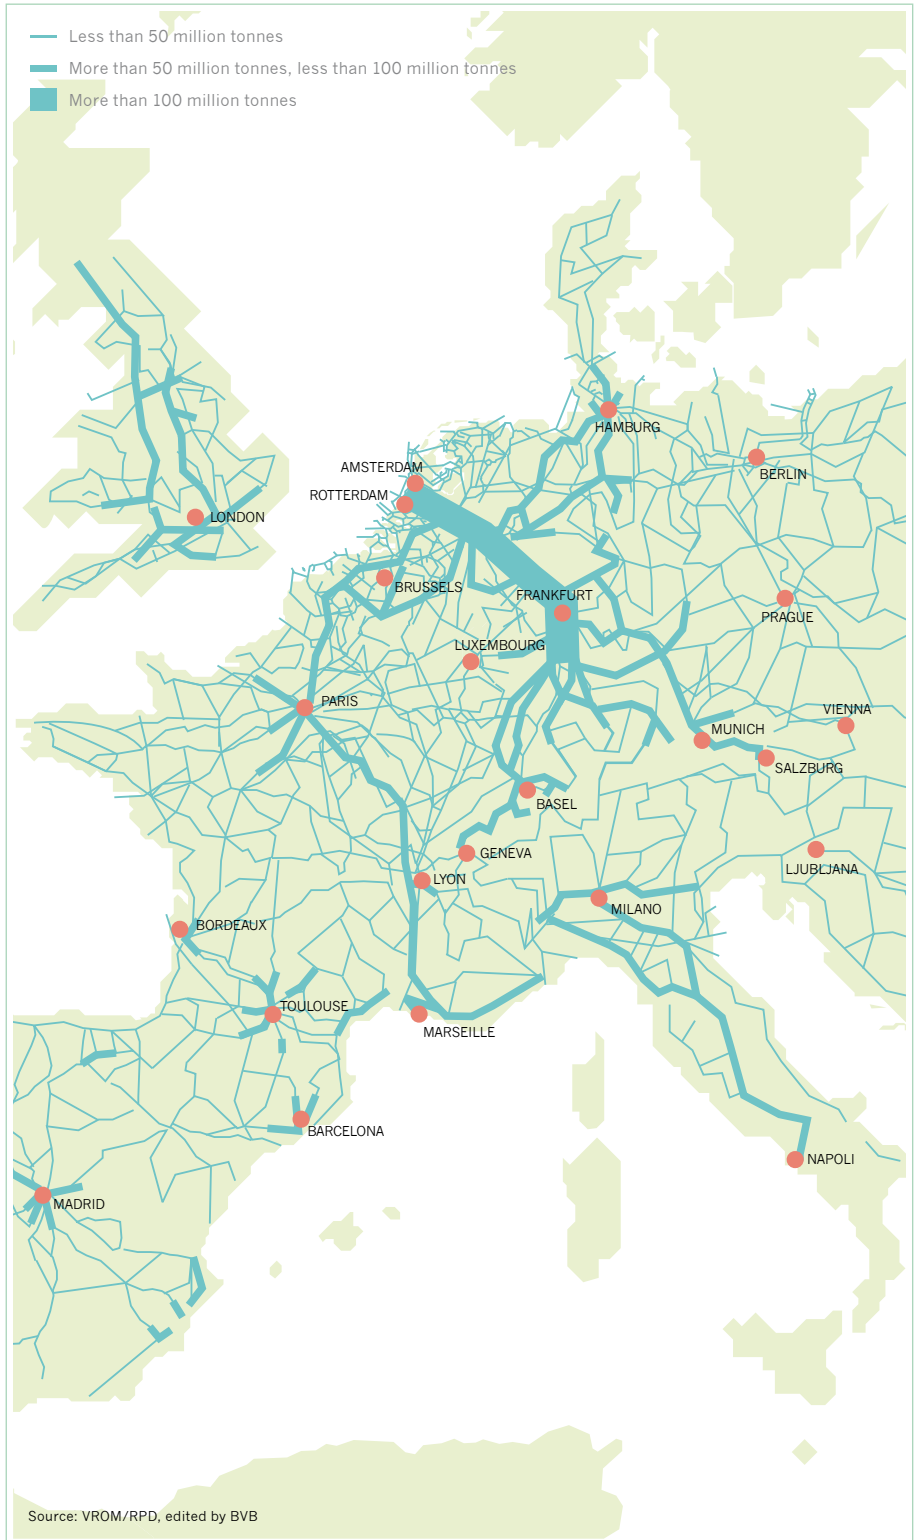 Less than 50 million tonnes
More than 50 million tonnes, less than 100 million tonnes
More than 100 million tonnes
HAMBURG
AMSTERDAM
BERLIN
ROTTERDAM
LONDON
BRUSSELS
FRANKFURT
PRAGUE
LUXEMBOURG
PARIS
VIENNA
MUNICH
SALZBURG
BASEL
GENEVA
LJUBLJANA
LYON
MILANO
BORDEAUX
TOULOUSE
MARSEILLE
BARCELONA
NAPOLI
MADRID
Source: VROM/RPD, edited by BVB